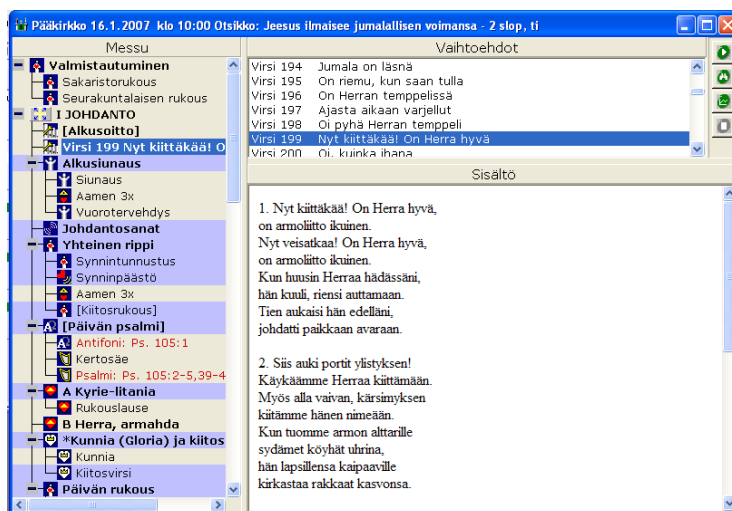 Pääkirkko 16.1.2007 klo 10:00 Otsikko: Jeesus ilmaisee jumalallisen voimansa - 2 slop, ti
Messu
Valmistautuminen
Sakaristorukous
Seurakuntalaisen rukous
I JOHDANTO
[Alkusoitto]
Virsi 199 Nyt kiittäkää! O
Alkusiunaus
Siunaus
Aamen 3x
Vuorotervehdys
Johdantosanat
Yhteinen rippi
Synnintunnustus
Synninpäästö
Aamen 3x
[Kiitosrukous]
[Päivän psalmi]
Antifoni: Ps. 105:1
Kertosäe
Psalmi: Ps. 105:2-5,39-4
A Kyrie-litania
Rukouslause
B Herra, armahda
*Kunnia (Gloria) ja kiitos
Kunnia
Kiitosvirsi
Päivän rukous
Vaihtoehdot
Virsi 194 Jumala on läsnä
Virsi 195 On riemu, kun saan tulla
Virsi 196 On Herran temppelissä
Virsi 197 Ajasta aikaan varjellut
Virsi 198 Oi pyhä Herran temppeli
Virsi 199 Nyt kiittäkää! On Herra hyvä
Virsi 200 Oi, kuinka ihana
Sisältö
1. Nyt kiittäkää! On Herra hyvä,
on armoliitto ikuinen.
Nyt veisatkaa! On Herra hyvä,
on armoliitto ikuinen.
Kun huusin Herraa hädässäni,
hän kuuli, riensi auttamaan.
Tien aukaisi hän edelläni,
johdatti paikkaan avaraan.
2. Siis auki portit ylistyksen!
Käykäämme Herraa kiittämään.
Myös alla vaivan, kärsimyksen
kiitämme hänen nimeään.
Kun tuomme armon alttarille
sydämet köyhät uhrina,
hän lapsillensa kaipaaville
kirkastaa rakkaat kasvonsa.